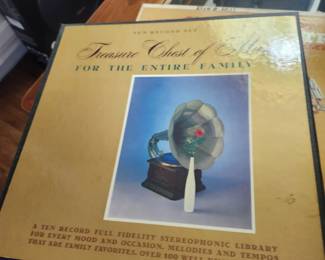 TEN RECORD SET
Treasure Chest of
FOR THE ENTIRE FAMILY
A TEN RECORD FULL FIDELITY STEREOPHONIC LIBRARY
FOR EVERY MOOD AND OCCASION, MELODIES AND TEMPOS
THAT ARE FAMILY FAVORITES. OVER 100 WELL